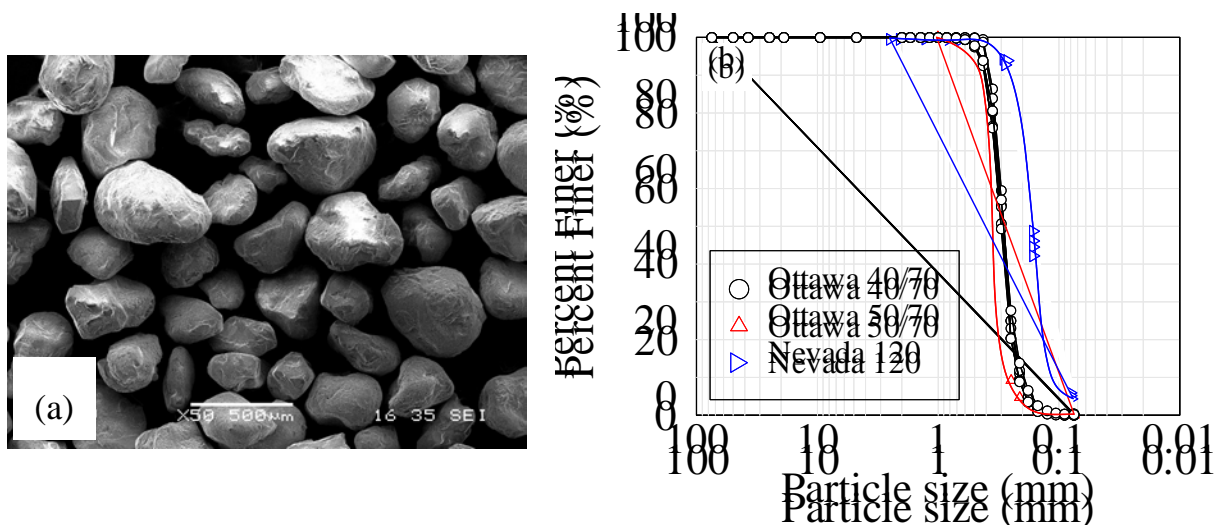 (a)
X50 500μm 16 35 SEI
(b)
Percent Finer (%)
100
80
60
40
20
0
Ottawa 40/70
Ottawa 50/70
Nevada 120
100 10 1 0.1 0.01
Particle size (mm)